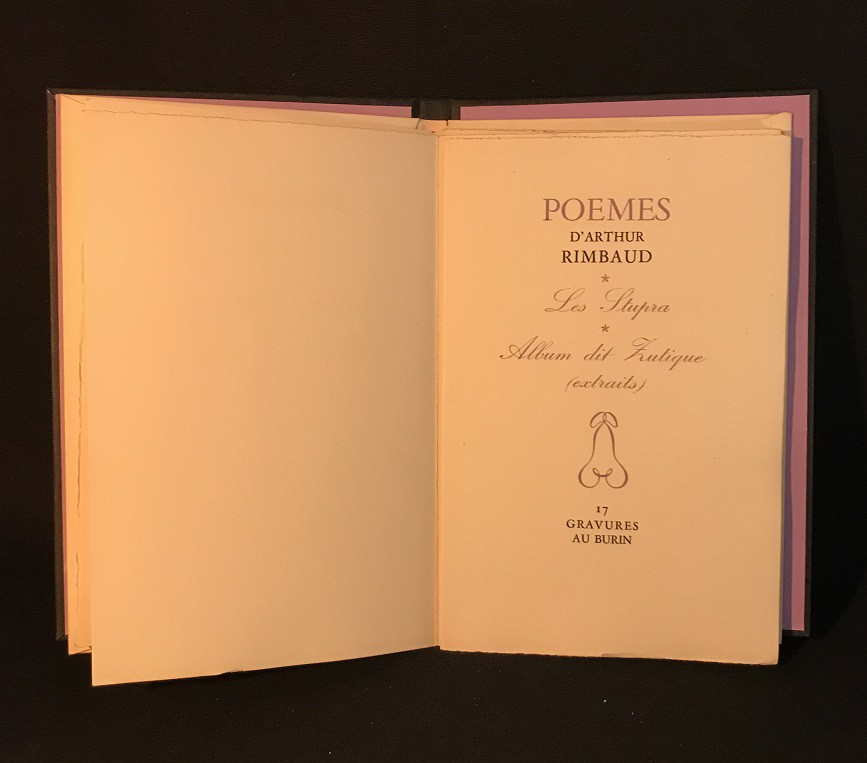 POEMES
D'ARTHUR
RIMBAUD
*
Les Stupra
*
Album dit Zutique
(extraits)
17
GRAVURES
AU BURIN